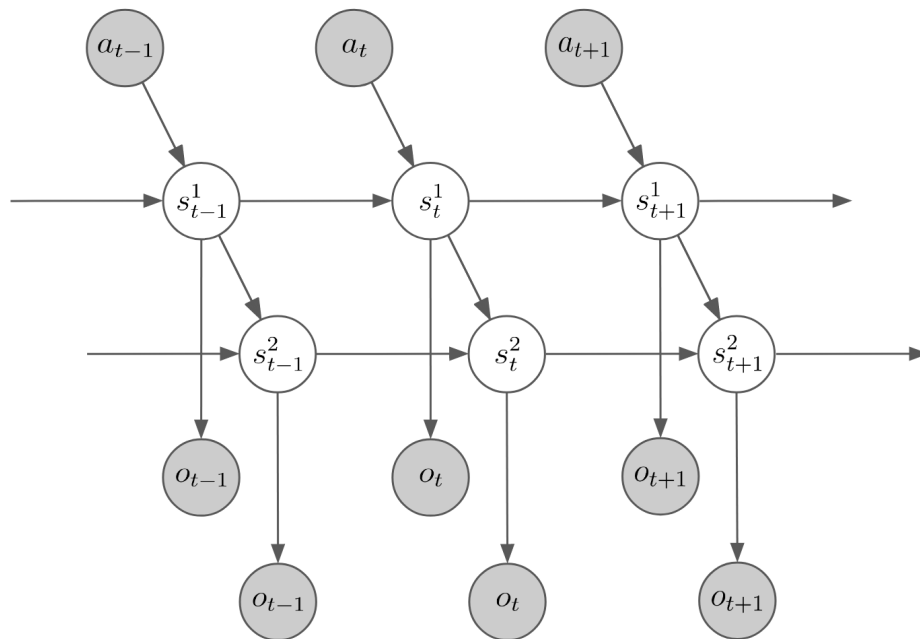 a_{t−1} a_t a_{t+1}
s^1_{t−1} s^1_t s^1_{t+1}
s^2_{t−1} s^2_t s^2_{t+1}
o_{t−1} o_t o_{t+1}
o_{t−1} o_t o_{t+1}